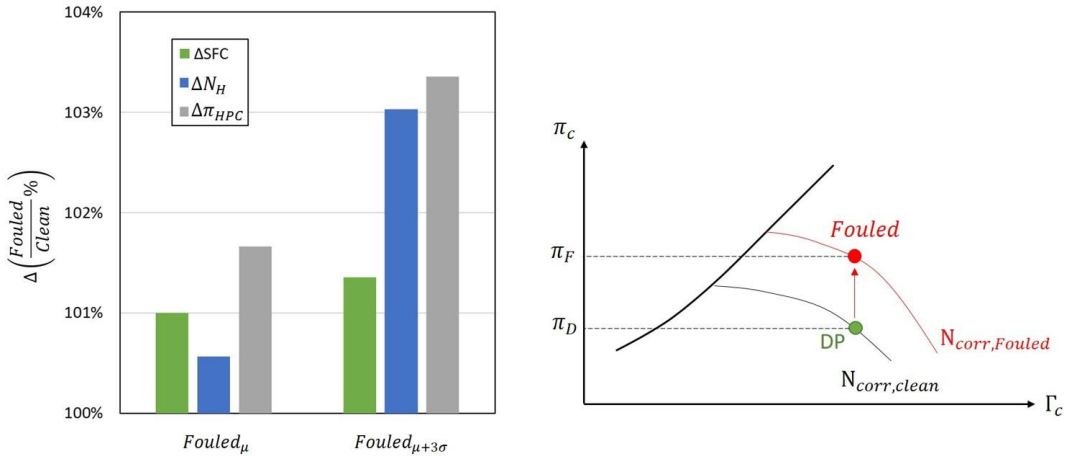 104%
103%
102%
101%
100%
Δ(Fouled/Clean %)
ΔSFC
ΔN_H
Δπ_HPC
Fouled_μ
Fouled_μ+3σ
π_c
π_F
π_D
Fouled
DP
N_corr,Fouled
N_corr,clean
Γ_c